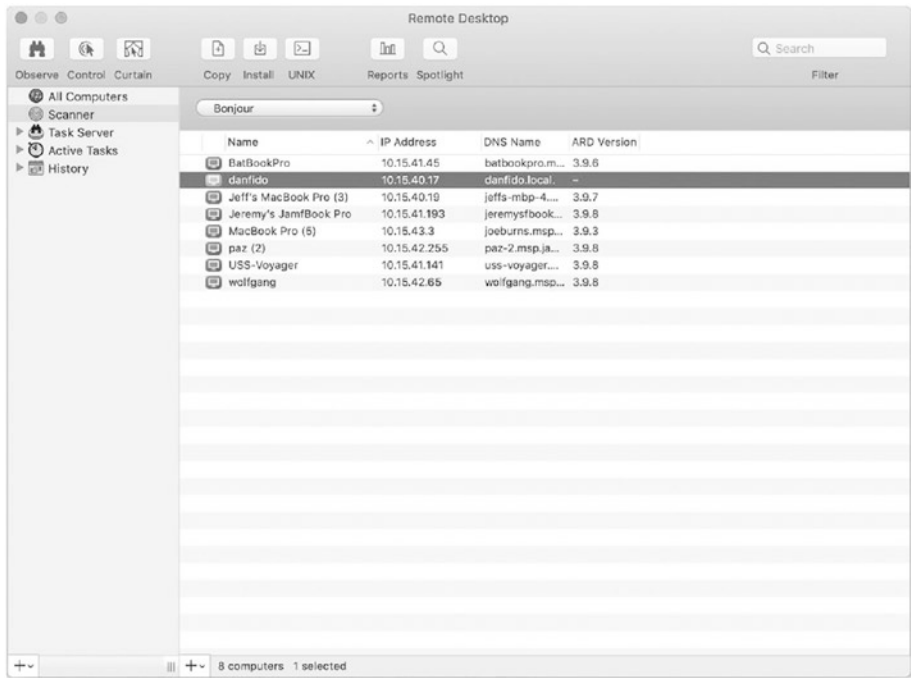 Remote Desktop
Observe Control Curtain Copy Install UNIX Reports Spotlight Search Filter
All Computers
Scanner
Task Server
Active Tasks
History
Bonjour
Name IP Address DNS Name ARD Version
BatBookPro 10.15.41.45 batbookpro.m... 3.9.6
danfido 10.15.40.17 danfido.local. –
Jeff's MacBook Pro (3) 10.15.40.19 jeffs-mbp-4.... 3.9.7
Jeremy's JamfBook Pro 10.15.41.193 jeremysfbook... 3.9.8
MacBook Pro (5) 10.15.43.3 joeburns.msp... 3.9.3
paz (2) 10.15.42.255 paz-2.msp.ja... 3.9.8
USS-Voyager 10.15.41.141 uss-voyager.... 3.9.8
wolfgang 10.15.42.65 wolfgang.msp... 3.9.8
8 computers 1 selected